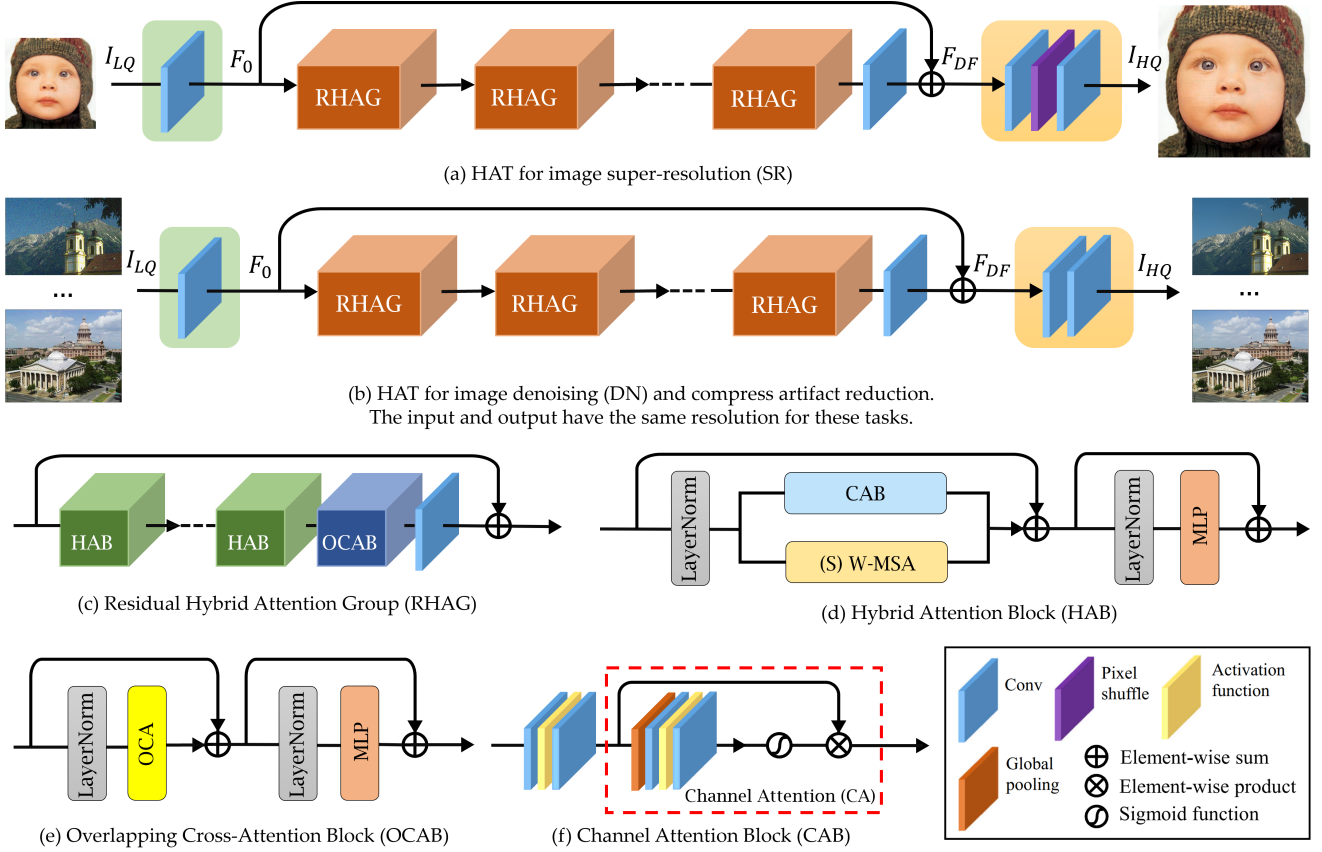 I_LQ F_0 RHAG RHAG RHAG F_DF I_HQ
(a) HAT for image super-resolution (SR)
I_LQ F_0 RHAG RHAG RHAG F_DF I_HQ
... ...
(b) HAT for image denoising (DN) and compress artifact reduction.
The input and output have the same resolution for these tasks.
HAB HAB OCAB
(c) Residual Hybrid Attention Group (RHAG)
LayerNorm CAB (S) W-MSA LayerNorm MLP
(d) Hybrid Attention Block (HAB)
LayerNorm OCA LayerNorm MLP
(e) Overlapping Cross-Attention Block (OCAB)
Channel Attention (CA)
(f) Channel Attention Block (CAB)
Conv
Pixel
shuffle
Activation
function
Global
pooling
Element-wise sum
Element-wise product
Sigmoid function